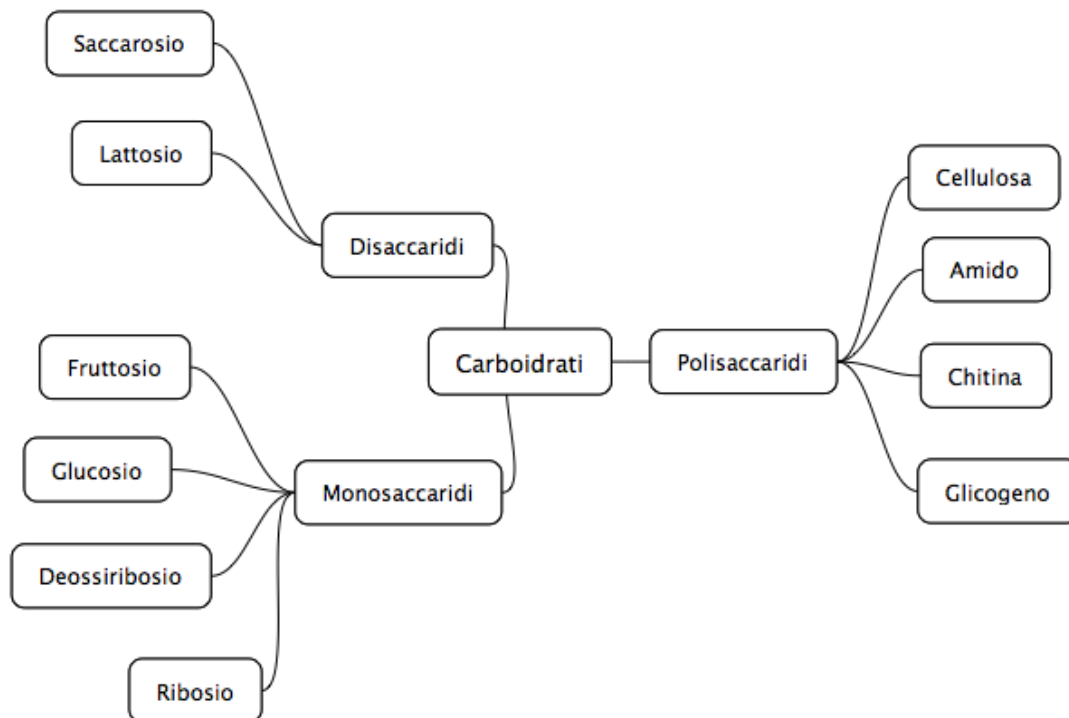 Saccarosio
Lattosio
Disaccaridi
Fruttosio
Glucosio
Monosaccaridi
Deossiribosio
Ribosio
Carboidrati
Polisaccaridi
Cellulosa
Amido
Chitina
Glicogeno